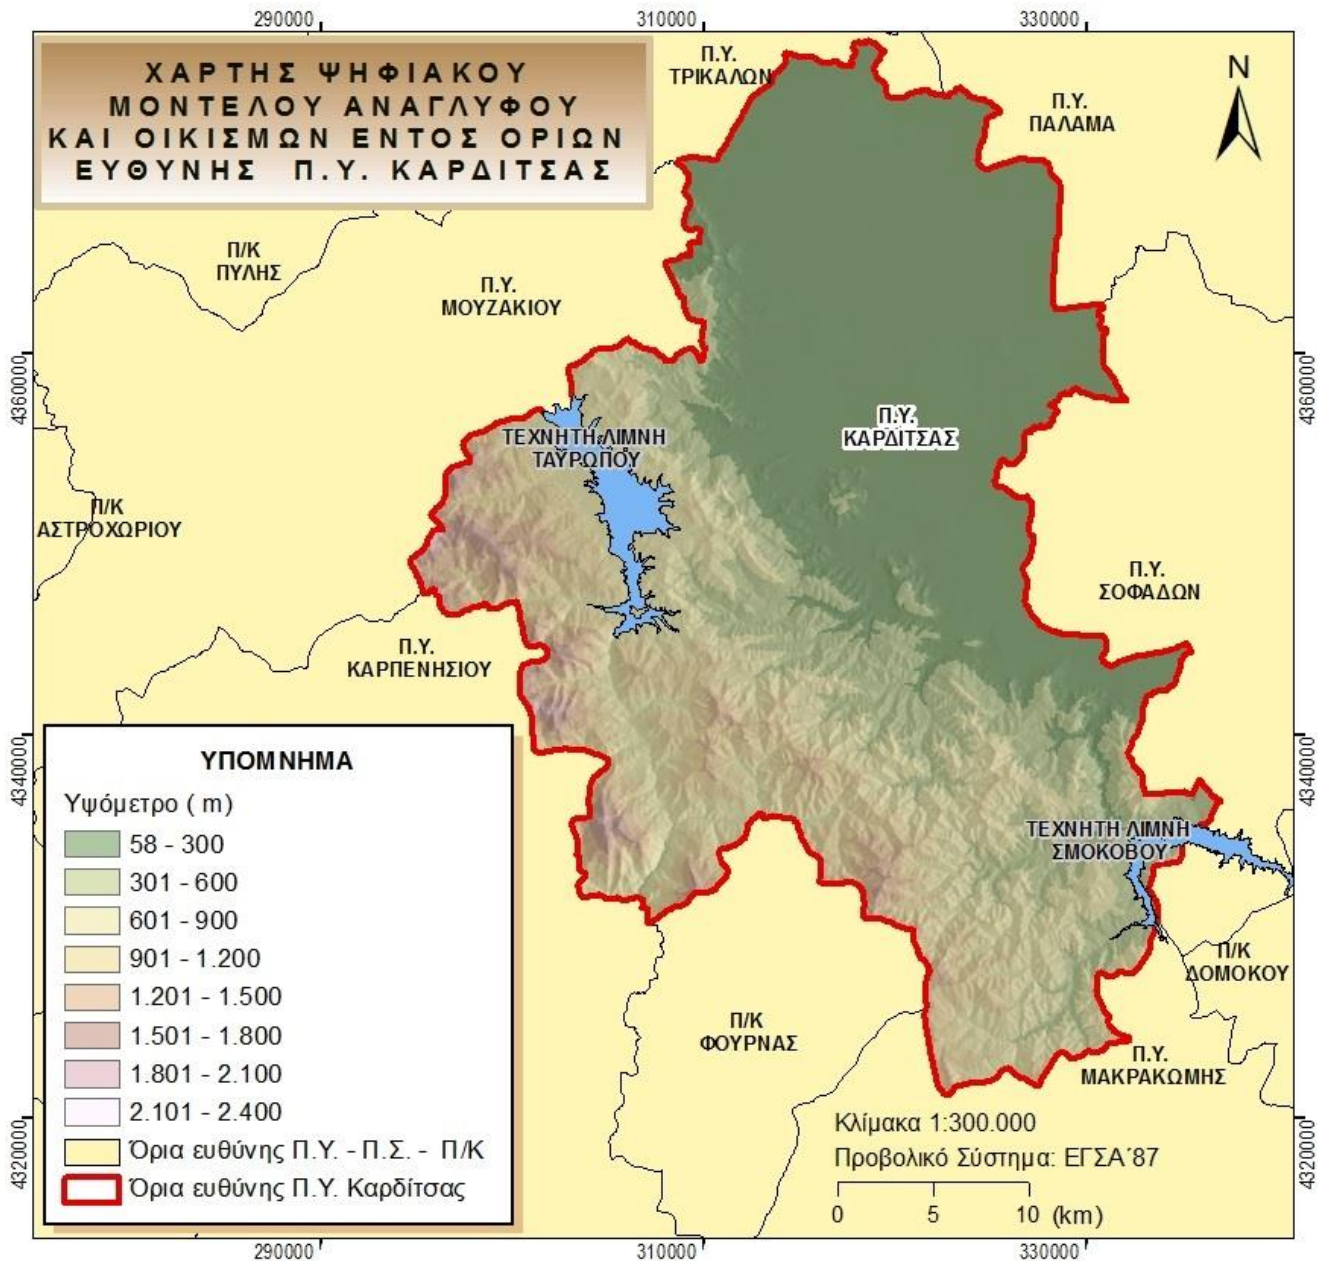 290000
310000
330000
ΧΑΡΤΗΣ ΨΗΦΙΑΚΟΥ
ΜΟΝΤΕΛΟΥ ΑΝΑΓΛΥΦΟΥ
ΚΑΙ ΟΙΚΙΣΜΩΝ ΕΝΤΟΣ ΟΡΙΩΝ
ΕΥΘΥΝΗΣ Π.Υ. ΚΑΡΔΙΤΣΑΣ
Π.Υ.
ΤΡΙΚΑΛΩΝ
Π.Υ.
ΠΑΛΑΜΑ
N
Π/Κ
ΠΥΛΗΣ
Π.Υ.
ΜΟΥΖΑΚΙΟΥ
4360000
4360000
Π.Υ.
ΚΑΡΔΙΤΣΑΣ
ΤΕΧΝΗΤΗ ΛΙΜΝΗ
ΤΑΥΡΩΠΟΥ
Π/Κ
ΑΣΤΡΟΧΩΡΙΟΥ
Π.Υ.
ΣΟΦΑΔΩΝ
Π.Υ.
ΚΑΡΠΕΝΗΣΙΟΥ
4340000
4340000
ΤΕΧΝΗΤΗ ΛΙΜΝΗ
ΣΜΟΚΟΒΟΥ
Π/Κ
ΔΟΜΟΚΟΥ
Π/Κ
ΦΟΥΡΝΑΣ
Π.Υ.
ΜΑΚΡΑΚΩΜΗΣ
ΥΠΟΜΝΗΜΑ
Υψόμετρο ( m)
58 - 300
301 - 600
601 - 900
901 - 1.200
1.201 - 1.500
1.501 - 1.800
1.801 - 2.100
2.101 - 2.400
Όρια ευθύνης Π.Υ. - Π.Σ. - Π/Κ
Όρια ευθύνης Π.Υ. Καρδίτσας
4320000
4320000
Κλίμακα 1:300.000
Προβολικό Σύστημα: ΕΓΣΑ΄87
0 5 10 (km)
290000
310000
330000